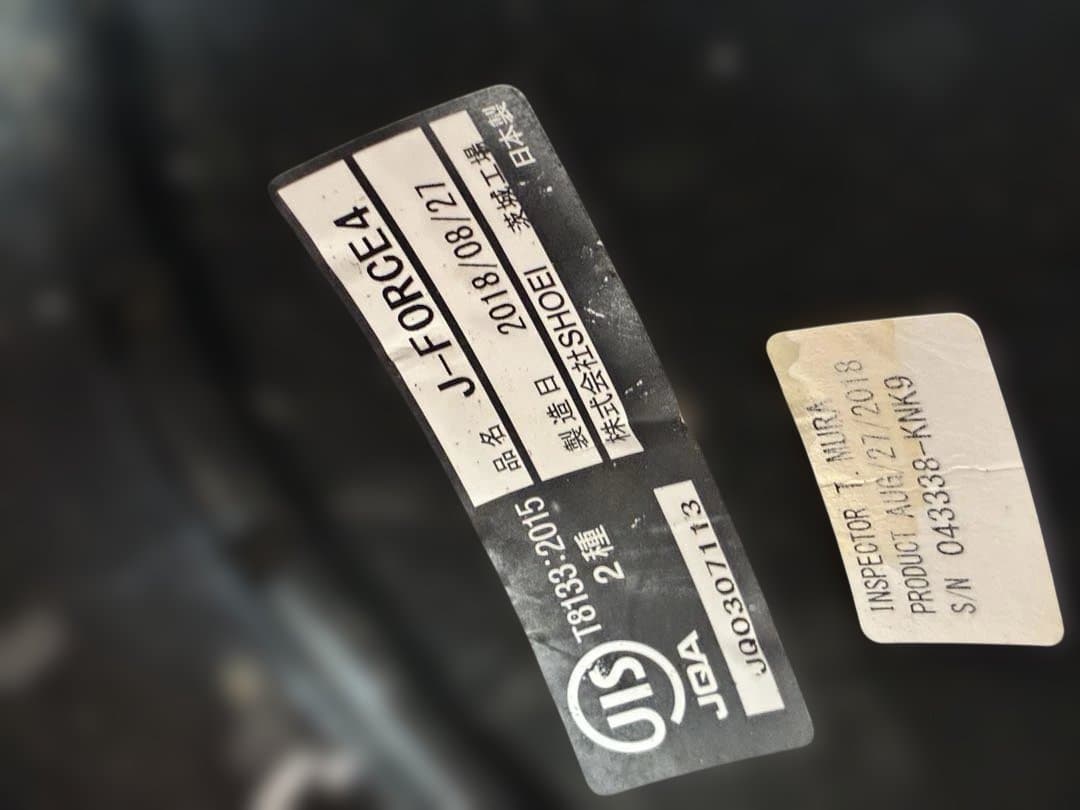 品名 J-FORCE4
製造日 2018/08/27
株式会社SHOEI 茨城工場
日本製
JIS T8133:2015
2種
JQA
JQ0307113
INSPECTOR T. MURA
PRODUCT AUG/27/2018
S/N 043338-KNK9